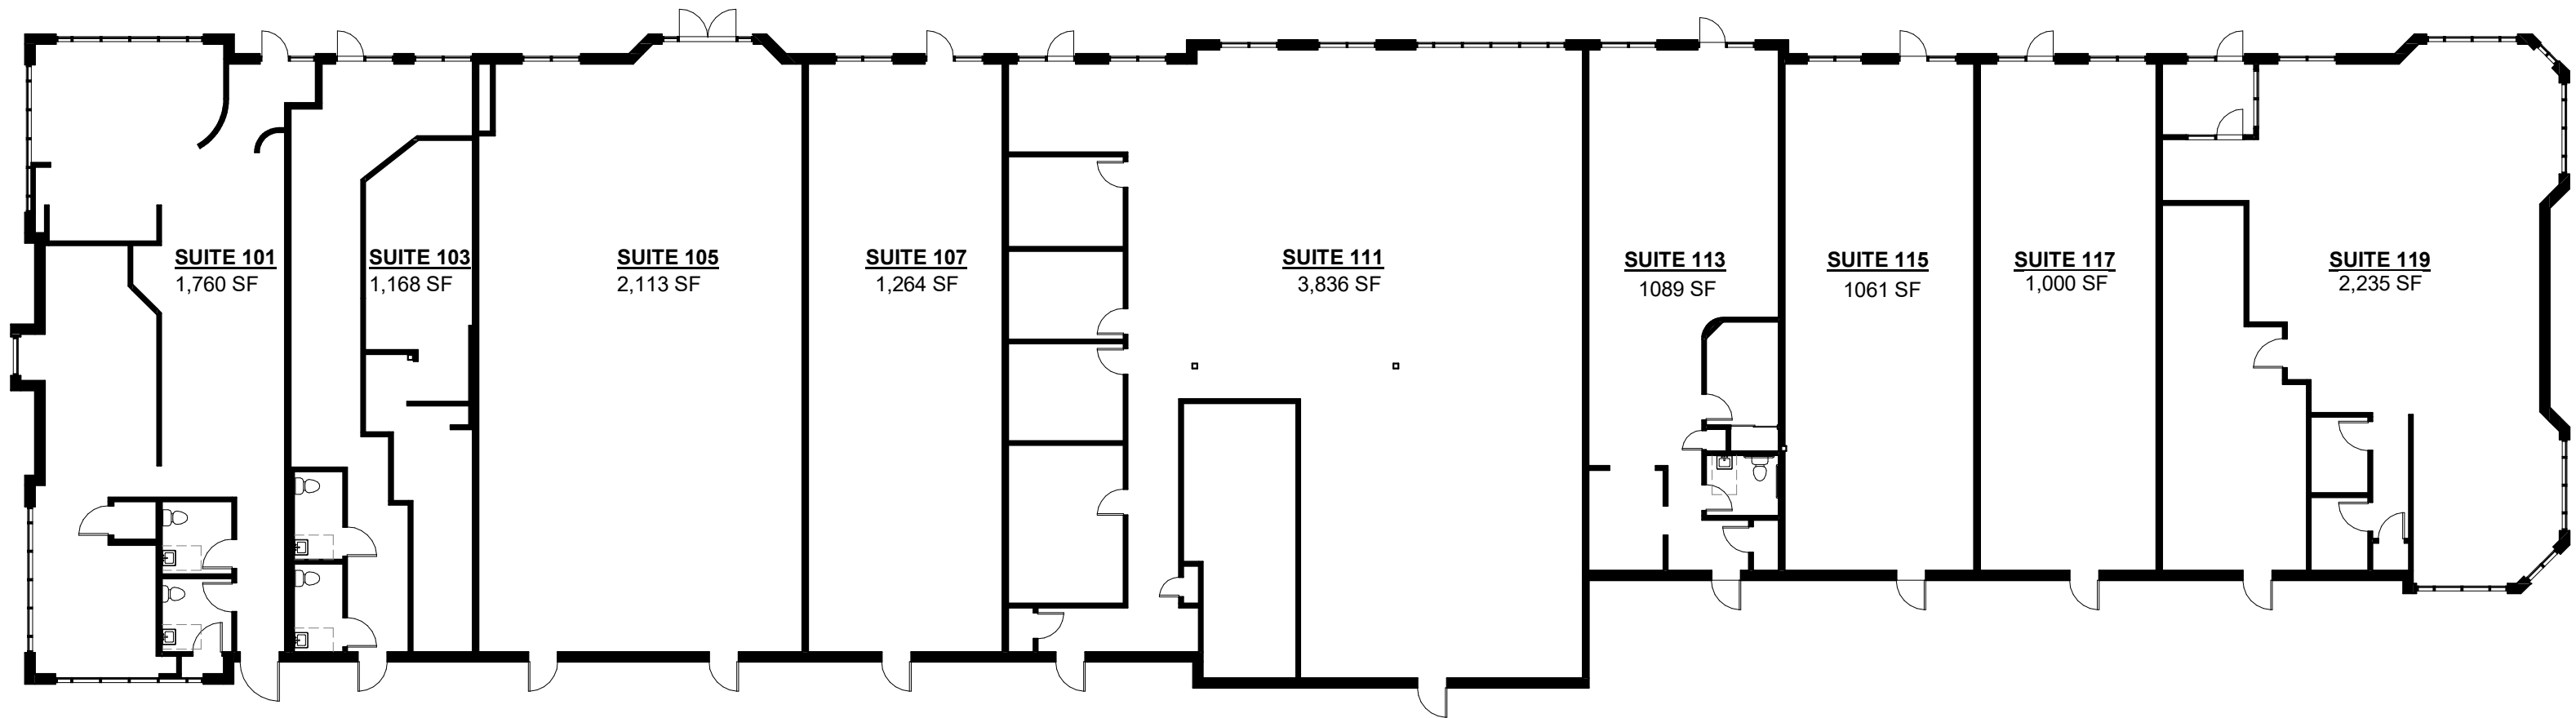 SUITE 101
1,760 SF
SUITE 103
1,168 SF
SUITE 105
2,113 SF
SUITE 107
1,264 SF
SUITE 111
3,836 SF
SUITE 113
1089 SF
SUITE 115
1061 SF
SUITE 117
1,000 SF
SUITE 119
2,235 SF